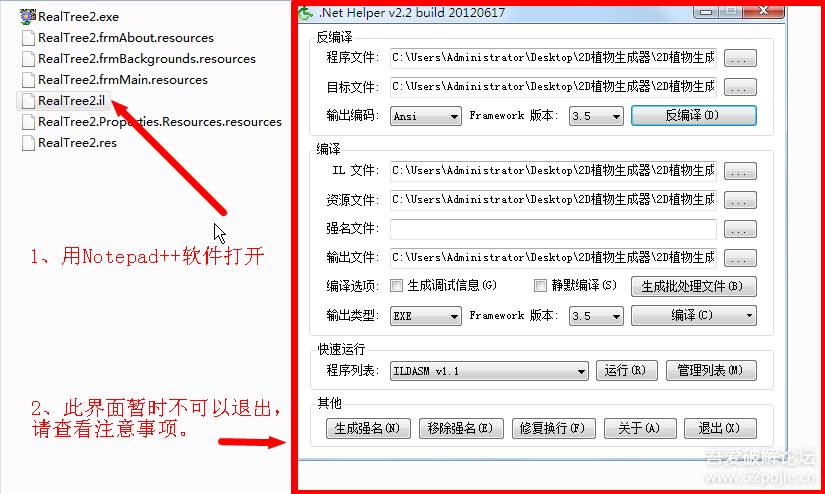 RealTree2.exe
RealTree2.frmAbout.resources
RealTree2.frmBackgrounds.resources
RealTree2.frmMain.resources
RealTree2.il
RealTree2.Properties.Resources.resources
RealTree2.res
1、用Notepad++软件打开
2、此界面暂时不可以退出，
请查看注意事项。
.Net Helper v2.2 build 20120617
反编译
程序文件: C:\Users\Administrator\Desktop\2D植物生成器\2D植物生成 ...
目标文件: C:\Users\Administrator\Desktop\2D植物生成器\2D植物生成 ...
输出编码: Ansi Framework 版本: 3.5 反编译(D)
编译
IL 文件: C:\Users\Administrator\Desktop\2D植物生成器\2D植物生成 ...
资源文件: C:\Users\Administrator\Desktop\2D植物生成器\2D植物生成 ...
强名文件: ...
输出文件: C:\Users\Administrator\Desktop\2D植物生成器\2D植物生成 ...
编译选项: 生成调试信息(G) 静默编译(S) 生成批处理文件(B)
输出类型: EXE Framework 版本: 3.5 编译(C)
快速运行
程序列表: ILDASM v1.1 运行(R) 管理列表(M)
其他
生成强名(N) 移除强名(E) 修复换行(F) 关于(A) 退出(X)
吾爱破解论坛
www.52pojie.cn